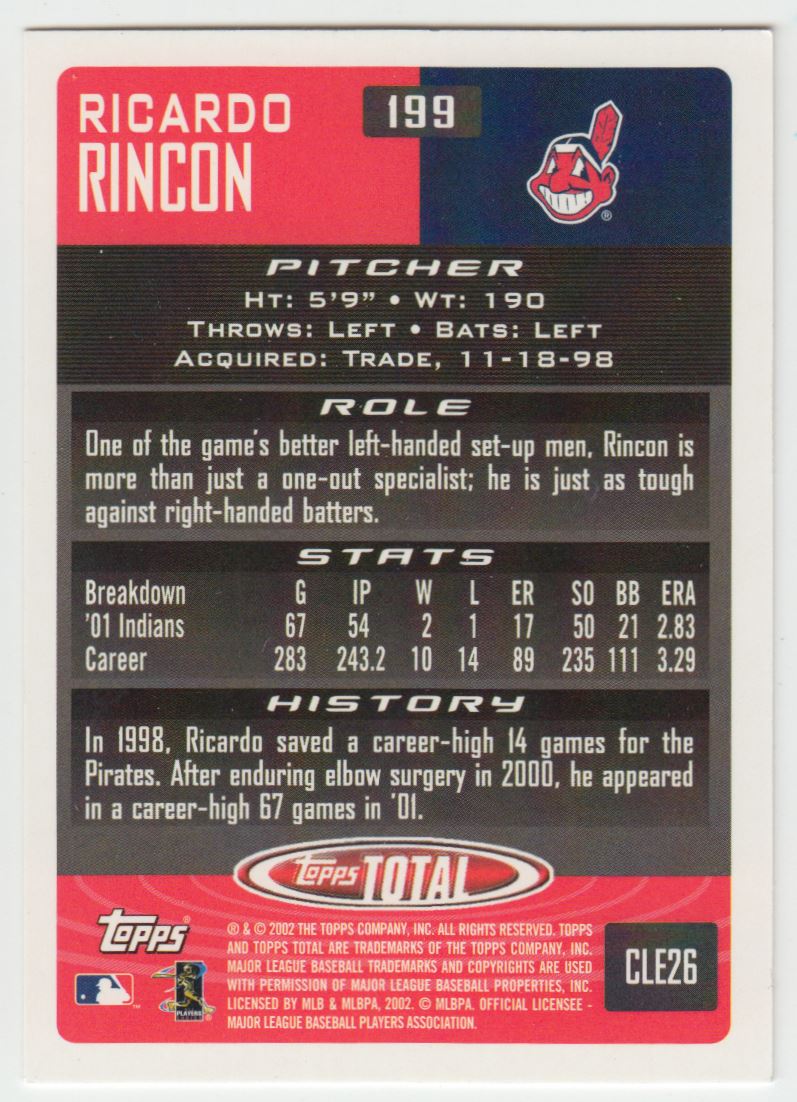 RICARDO
RINCON
199
®
PITCHER
HT: 5'9" • WT: 190
THROWS: LEFT • BATS: LEFT
ACQUIRED: TRADE, 11-18-98
ROLE
One of the game's better left-handed set-up men, Rincon is
more than just a one-out specialist; he is just as tough
against right-handed batters.
STATS
Breakdown G IP W L ER SO BB ERA
'01 Indians 67 54 2 1 17 50 21 2.83
Career 283 243.2 10 14 89 235 111 3.29
HISTORY
In 1998, Ricardo saved a career-high 14 games for the
Pirates. After enduring elbow surgery in 2000, he appeared
in a career-high 67 games in '01.
topps TOTAL
topps®
® & © 2002 THE TOPPS COMPANY, INC. ALL RIGHTS RESERVED. TOPPS
AND TOPPS TOTAL ARE TRADEMARKS OF THE TOPPS COMPANY, INC.
MAJOR LEAGUE BASEBALL TRADEMARKS AND COPYRIGHTS ARE USED
WITH PERMISSION OF MAJOR LEAGUE BASEBALL PROPERTIES, INC.
LICENSED BY MLB & MLBPA, 2002. © MLBPA. OFFICIAL LICENSEE -
MAJOR LEAGUE BASEBALL PLAYERS ASSOCIATION.
CLE26
TM
PLAYERS